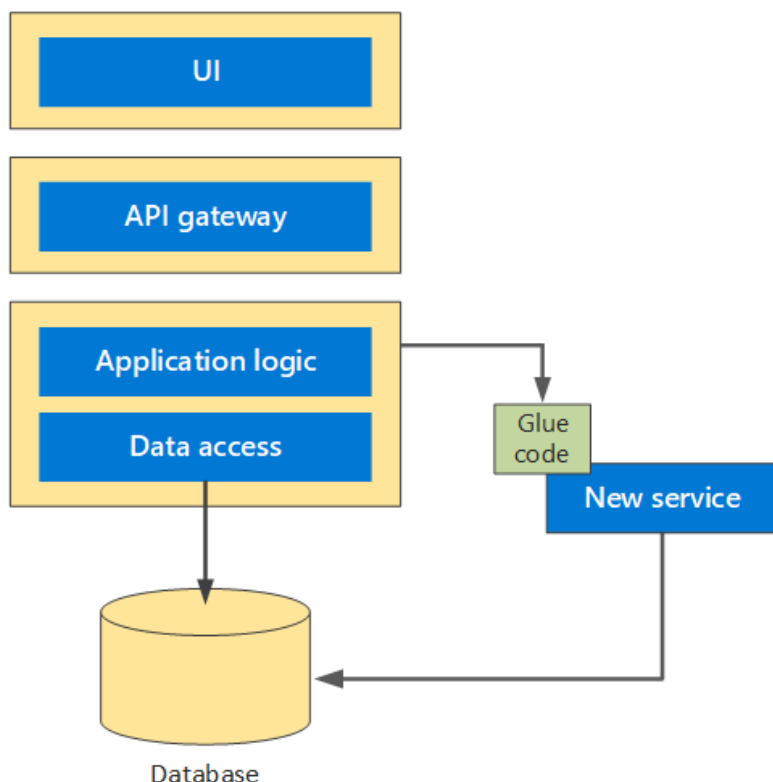 UI
API gateway
Application logic
Data access
Glue
code
New service
Database